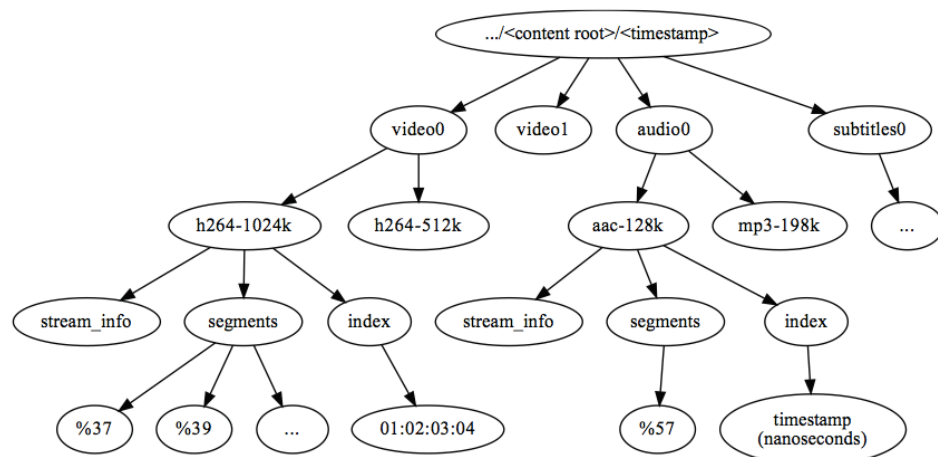 .../<content root>/<timestamp>
video0
video1
audio0
subtitles0
h264-1024k
h264-512k
aac-128k
mp3-198k
...
stream_info
segments
index
stream_info
segments
index
%37
%39
...
01:02:03:04
%57
timestamp
(nanoseconds)